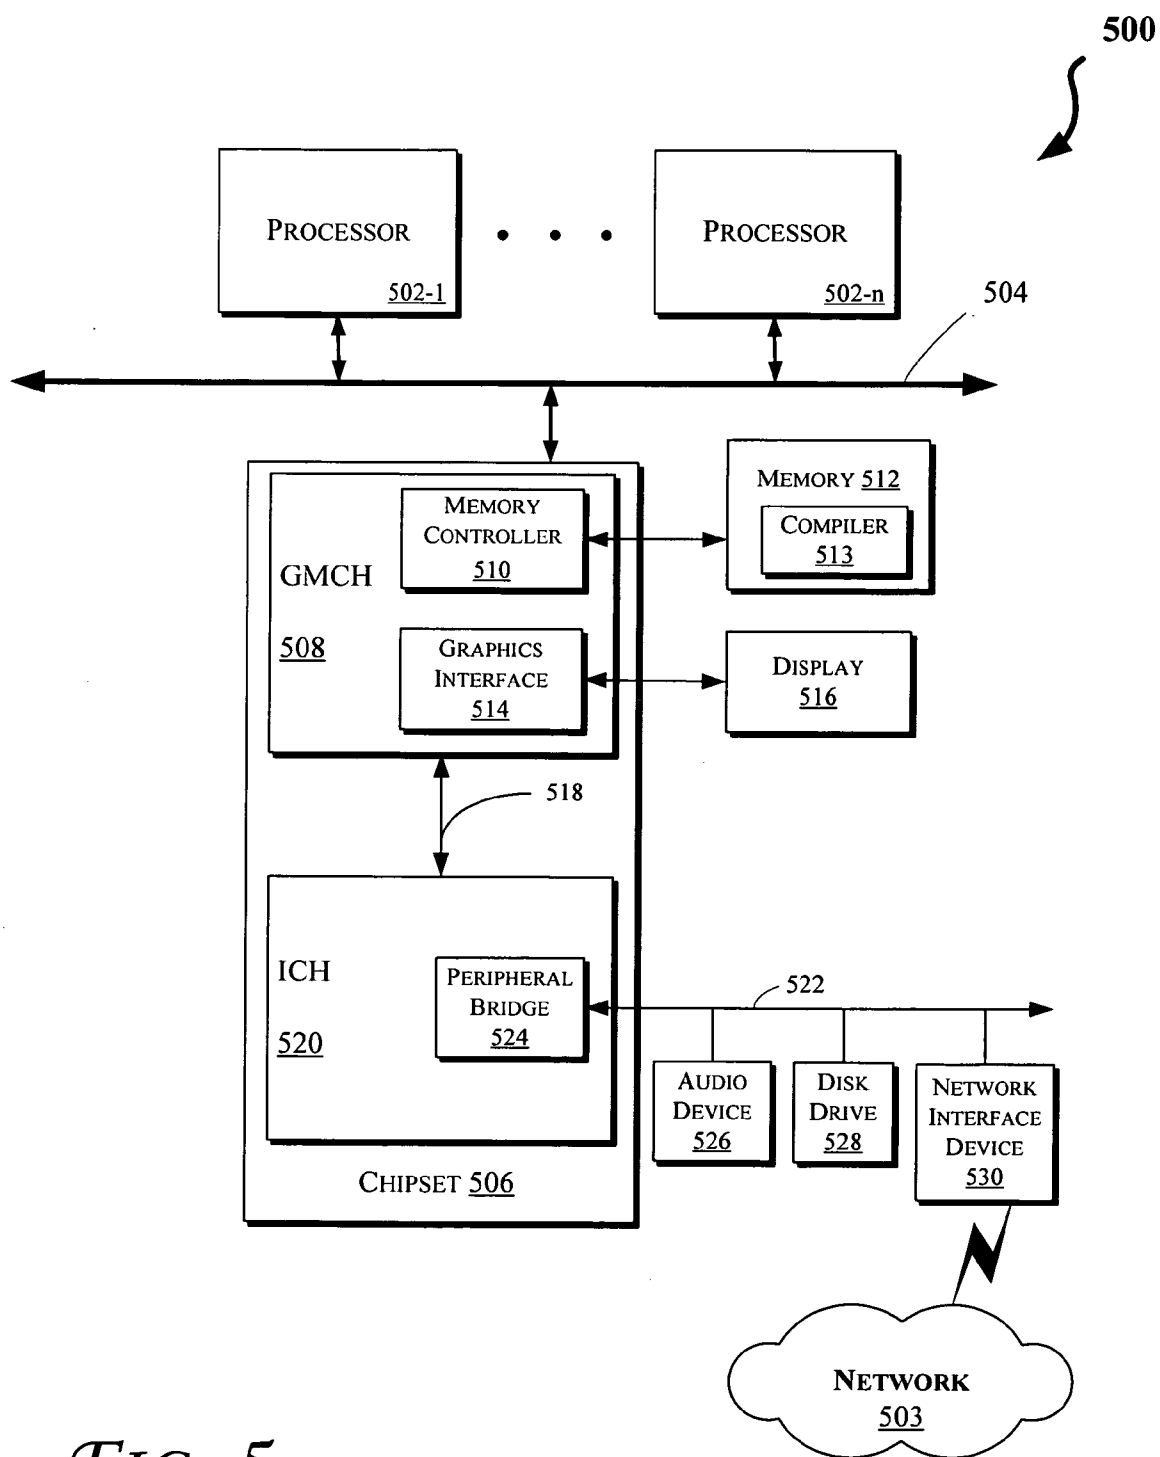 500
PROCESSOR
502-1
PROCESSOR
502-n
504
MEMORY 512
COMPILER
513
MEMORY
CONTROLLER
510
GMCH
508
GRAPHICS
INTERFACE
514
DISPLAY
516
518
ICH
520
PERIPHERAL
BRIDGE
524
522
AUDIO
DEVICE
526
DISK
DRIVE
528
NETWORK
INTERFACE
DEVICE
530
CHIPSET 506
NETWORK
503
FIG. 5